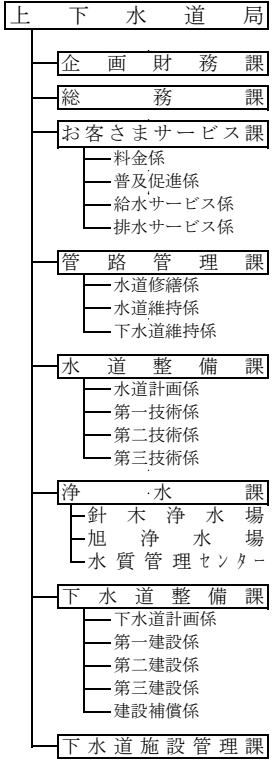 上下水道局
企画財務課
総務課
お客さまサービス課
料金係
普及促進係
給水サービス係
排水サービス係
管路管理課
水道修繕係
水道維持係
下水道維持係
水道整備課
水道計画係
第一技術係
第二技術係
第三技術係
浄水課
針木浄水場
旭浄水場
水質管理センター
下水道整備課
下水道計画係
第一建設係
第二建設係
第三建設係
建設補償係
下水道施設管理課